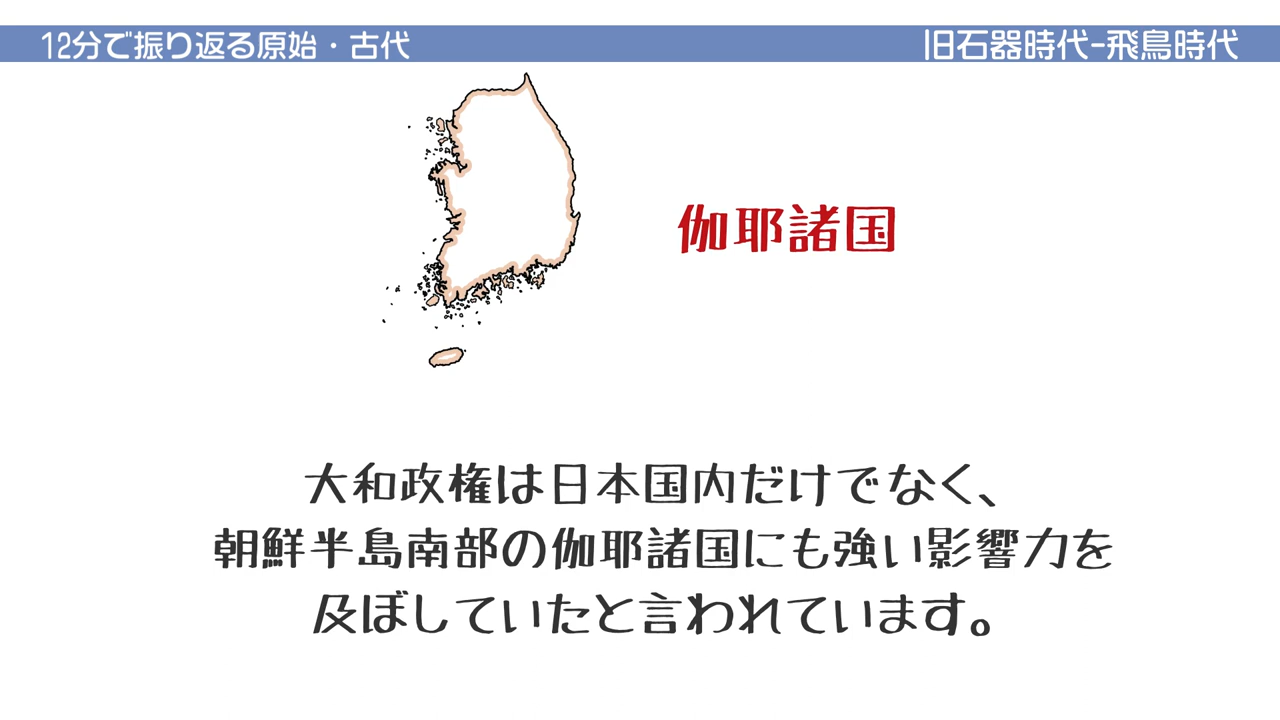 12分で振り返る原始・古代
旧石器時代-飛鳥時代
伽耶諸国
大和政権は日本国内だけでなく、
朝鮮半島南部の伽耶諸国にも強い影響力を
及ぼしていたと言われています。